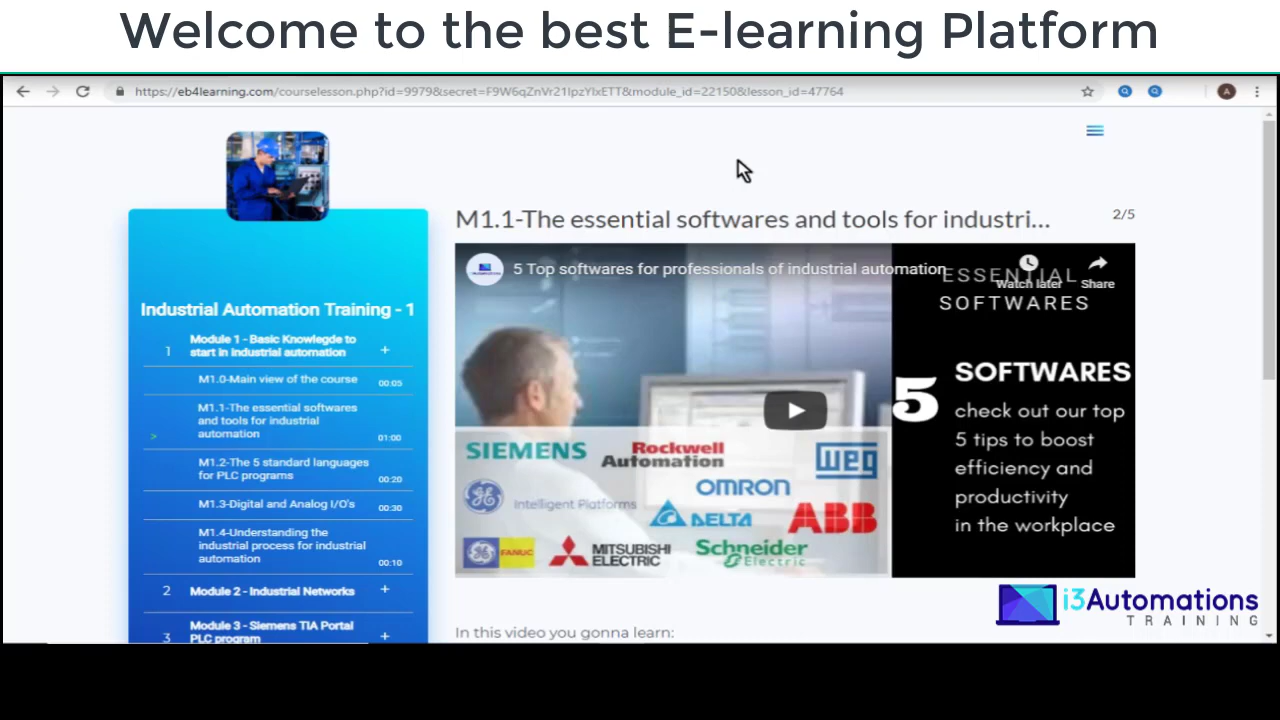 Welcome to the best E-learning Platform
https://eb4learning.com/courselesson.php?id=9979&secret=F9W6qZnVr21IpzYlxETT&module_id=22150&lesson_id=47764
A
Industrial Automation Training - 1
1
Module 1 - Basic Knowlegde to
start in industrial automation
+
M1.0-Main view of the course
00:05
M1.1-The essential softwares
and tools for industrial
automation
>
01:00
M1.2-The 5 standard languages
for PLC programs
00:20
M1.3-Digital and Analog I/O's
00:30
M1.4-Understanding the
industrial process for industrial
automation
00:10
2
Module 2 - Industrial Networks
+
3
Module 3 - Siemens TIA Portal
PLC program
+
M1.1-The essential softwares and tools for industri...
2/5
5 Top softwares for professionals of industrial automation
Watch later
Share
ESSENTIAL
SOFTWARES
5
SOFTWARES
check out our top
5 tips to boost
efficiency and
productivity
in the workplace
SIEMENS
Rockwell
Automation
WEG
GE
Intelligent Platforms
OMRON
DELTA
ABB
GE
FANUC
MITSUBISHI
ELECTRIC
Schneider
Electric
In this video you gonna learn:
i3Automations
TRAINING